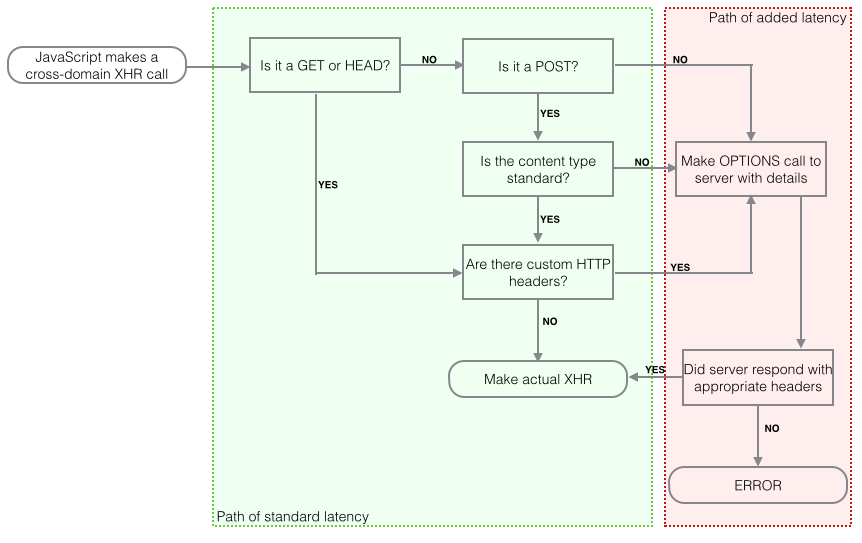 Path of added latency
JavaScript makes a
cross-domain XHR call
Is it a GET or HEAD?
NO
Is it a POST?
NO
YES
YES
Is the content type
standard?
NO
Make OPTIONS call to
server with details
YES
Are there custom HTTP
headers?
YES
NO
Make actual XHR
YES
Did server respond with
appropriate headers
NO
ERROR
Path of standard latency